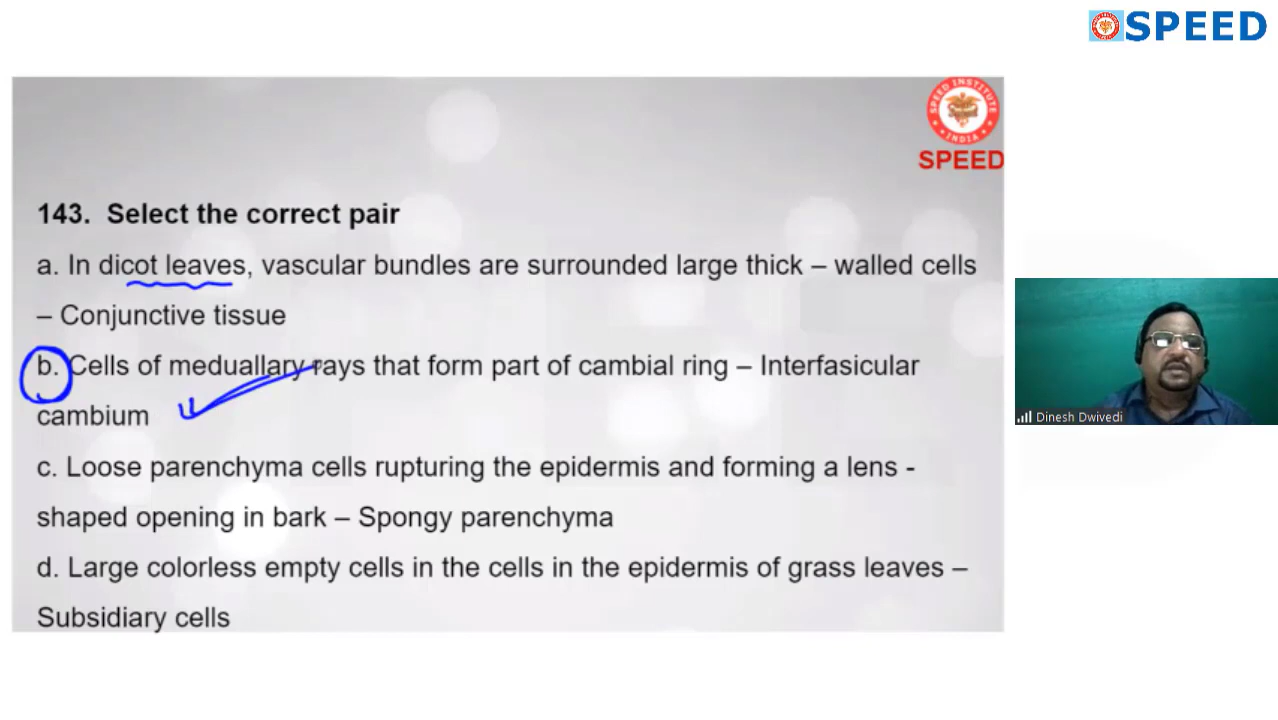 SPEED
SPEED INSTITUTE
INDIA
SPEED
143. Select the correct pair
a. In dicot leaves, vascular bundles are surrounded large thick – walled cells
– Conjunctive tissue
b. Cells of meduallary rays that form part of cambial ring – Interfasicular
cambium
c. Loose parenchyma cells rupturing the epidermis and forming a lens -
shaped opening in bark – Spongy parenchyma
d. Large colorless empty cells in the cells in the epidermis of grass leaves –
Subsidiary cells
Dinesh Dwivedi